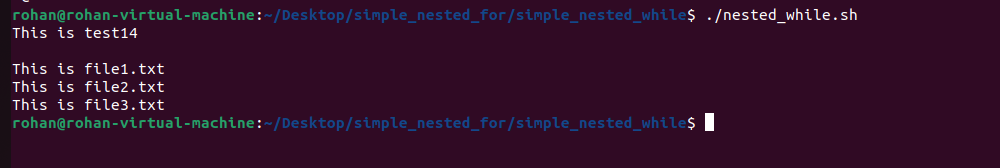 rohan@rohan-virtual-machine:~/Desktop/simple_nested_for/simple_nested_while$ ./nested_while.sh
This is test14
This is file1.txt
This is file2.txt
This is file3.txt
rohan@rohan-virtual-machine:~/Desktop/simple_nested_for/simple_nested_while$